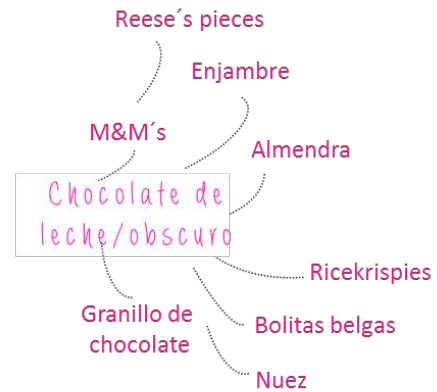 Reese´s pieces
Enjambre
M&M´s
Almendra
Chocolate de
leche/obscuro
Ricekrispies
Granillo de
chocolate
Bolitas belgas
Nuez